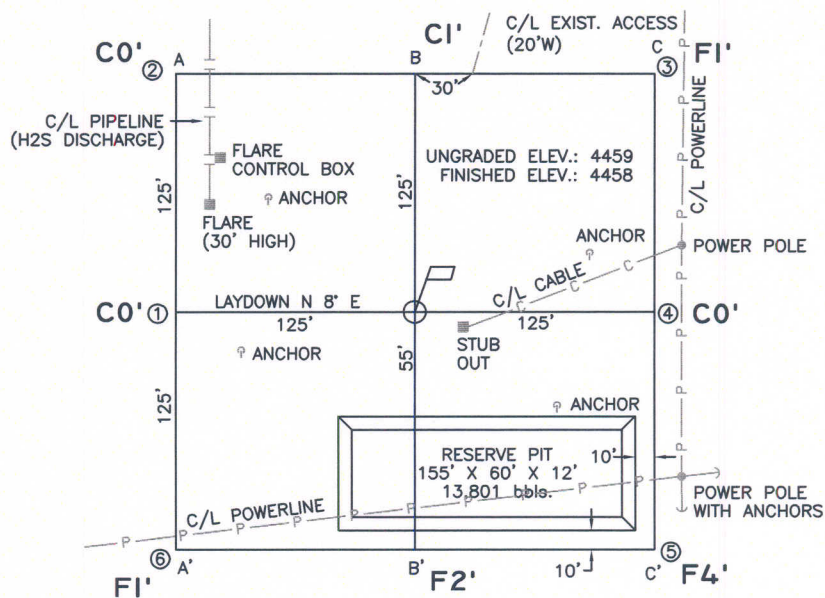 C/L EXIST. ACCESS
(20'W)
C0'
C1'
F1'
A
B
C
②
③
30'
C/L PIPELINE
(H2S DISCHARGE)
FLARE
CONTROL BOX
UNGRADED ELEV.: 4459
FINISHED ELEV.: 4458
C/L POWERLINE
P
P
P
P
125'
125'
ANCHOR
FLARE
(30' HIGH)
ANCHOR
POWER POLE
C/L CABLE
C
C
C
C0'
①
LAYDOWN N 8° E
125'
125'
④
C0'
ANCHOR
STUB
OUT
55'
125'
ANCHOR
P
P
P
RESERVE PIT
155' X 60' X 12'
13,801 bbls.
10'
C/L POWERLINE
P
P
P
P
P
P
P
P
P
P
POWER POLE
WITH ANCHORS
⑥
A'
B'
10'
C'
⑤
F1'
F2'
F4'